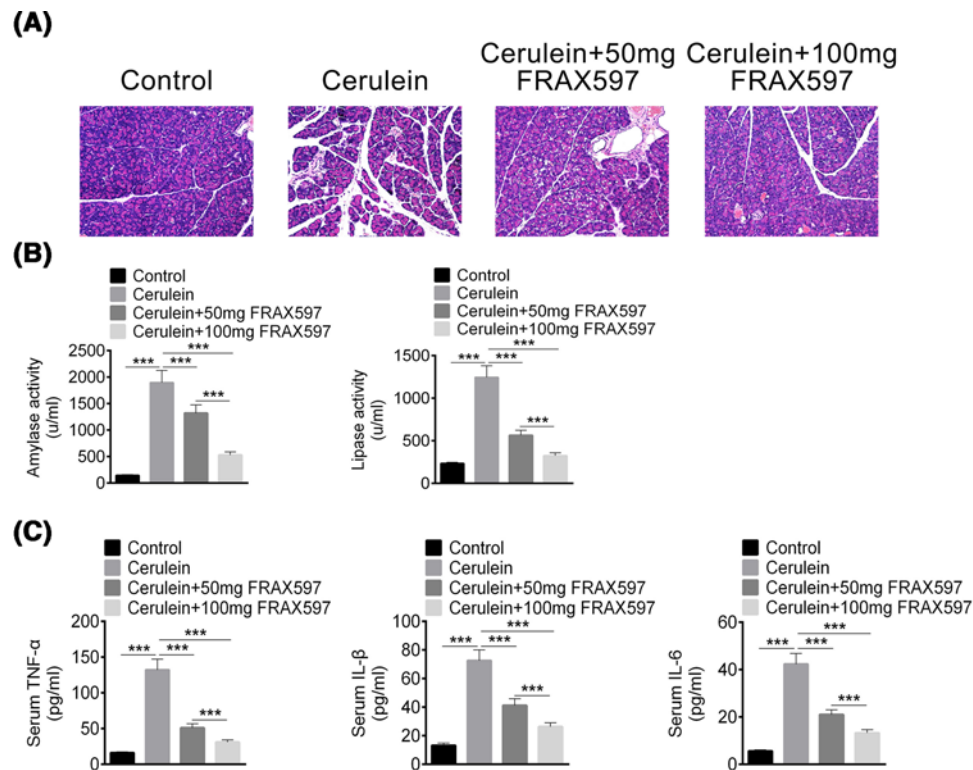 (A)
Control
Cerulein
Cerulein+50mg
FRAX597
Cerulein+100mg
FRAX597
(B)
Control
Cerulein
Cerulein+50mg FRAX597
Cerulein+100mg FRAX597
Amylase activity
(u/ml)
2500
2000
1500
1000
500
0
***
***
***
***
Control
Cerulein
Cerulein+50mg FRAX597
Cerulein+100mg FRAX597
Lipase activity
(u/ml)
1500
1000
500
0
***
***
***
***
(C)
Control
Cerulein
Cerulein+50mg FRAX597
Cerulein+100mg FRAX597
Serum TNF-α
(pg/ml)
200
150
100
50
0
***
***
***
***
Control
Cerulein
Cerulein+50mg FRAX597
Cerulein+100mg FRAX597
Serum IL-β
(pg/ml)
80
60
40
20
0
***
***
***
***
Control
Cerulein
Cerulein+50mg FRAX597
Cerulein+100mg FRAX597
Serum IL-6
(pg/ml)
60
40
20
0
***
***
***
***